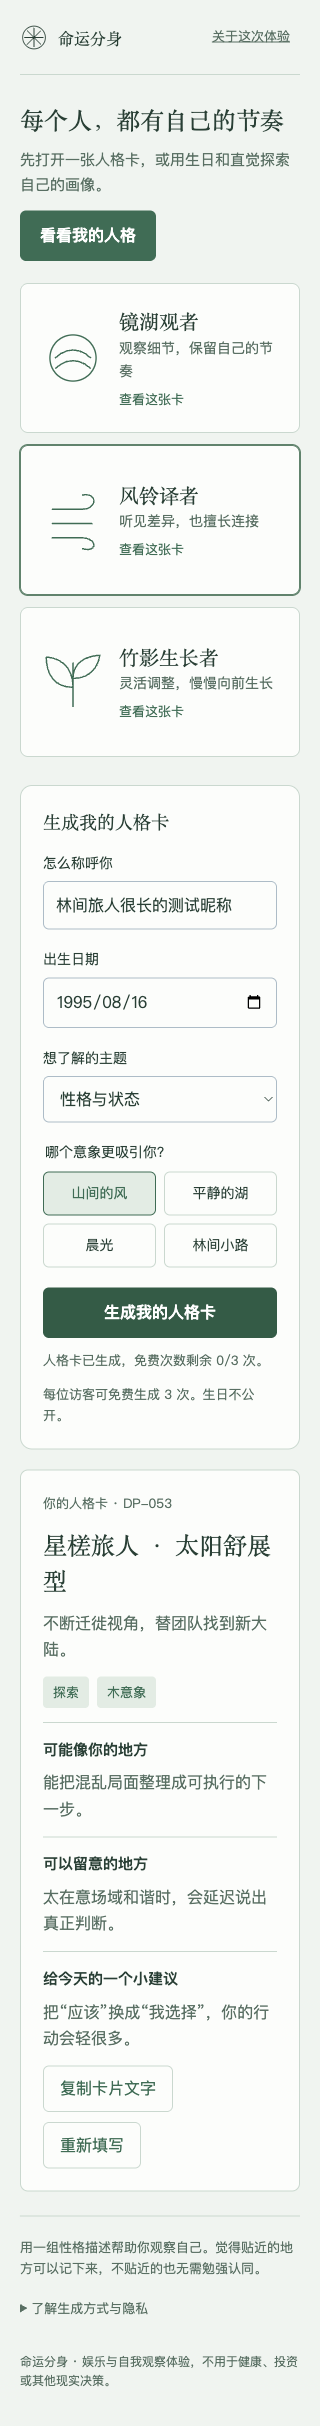 命运分身
关于这次体验
每个人，都有自己的节奏
先打开一张人格卡，或用生日和直觉探索
自己的画像。
看看我的人格
镜湖观者
观察细节，保留自己的节
奏
查看这张卡
风铃译者
听见差异，也擅长连接
查看这张卡
竹影生长者
灵活调整，慢慢向前生长
查看这张卡
生成我的人格卡
怎么称呼你
林间旅人很长的测试昵称
出生日期
1995/08/16
想了解的主题
性格与状态
哪个意象更吸引你?
山间的风
平静的湖
晨光
林间小路
生成我的人格卡
人格卡已生成，免费次数剩余 0/3 次。
每位访客可免费生成 3 次。生日不公
开。
你的人格卡 · DP-053
星槎旅人 · 太阳舒展
型
不断迁徙视角，替团队找到新大
陆。
探索
木意象
可能像你的地方
能把混乱局面整理成可执行的下
一步。
可以留意的地方
太在意场域和谐时，会延迟说出
真正判断。
给今天的一个小建议
把“应该”换成“我选择”，你的行
动会轻很多。
复制卡片文字
重新填写
用一组性格描述帮助你观察自己。觉得贴近的地
方可以记下来，不贴近的也无需勉强认同。
了解生成方式与隐私
命运分身 · 娱乐与自我观察体验，不用于健康、投资
或其他现实决策。